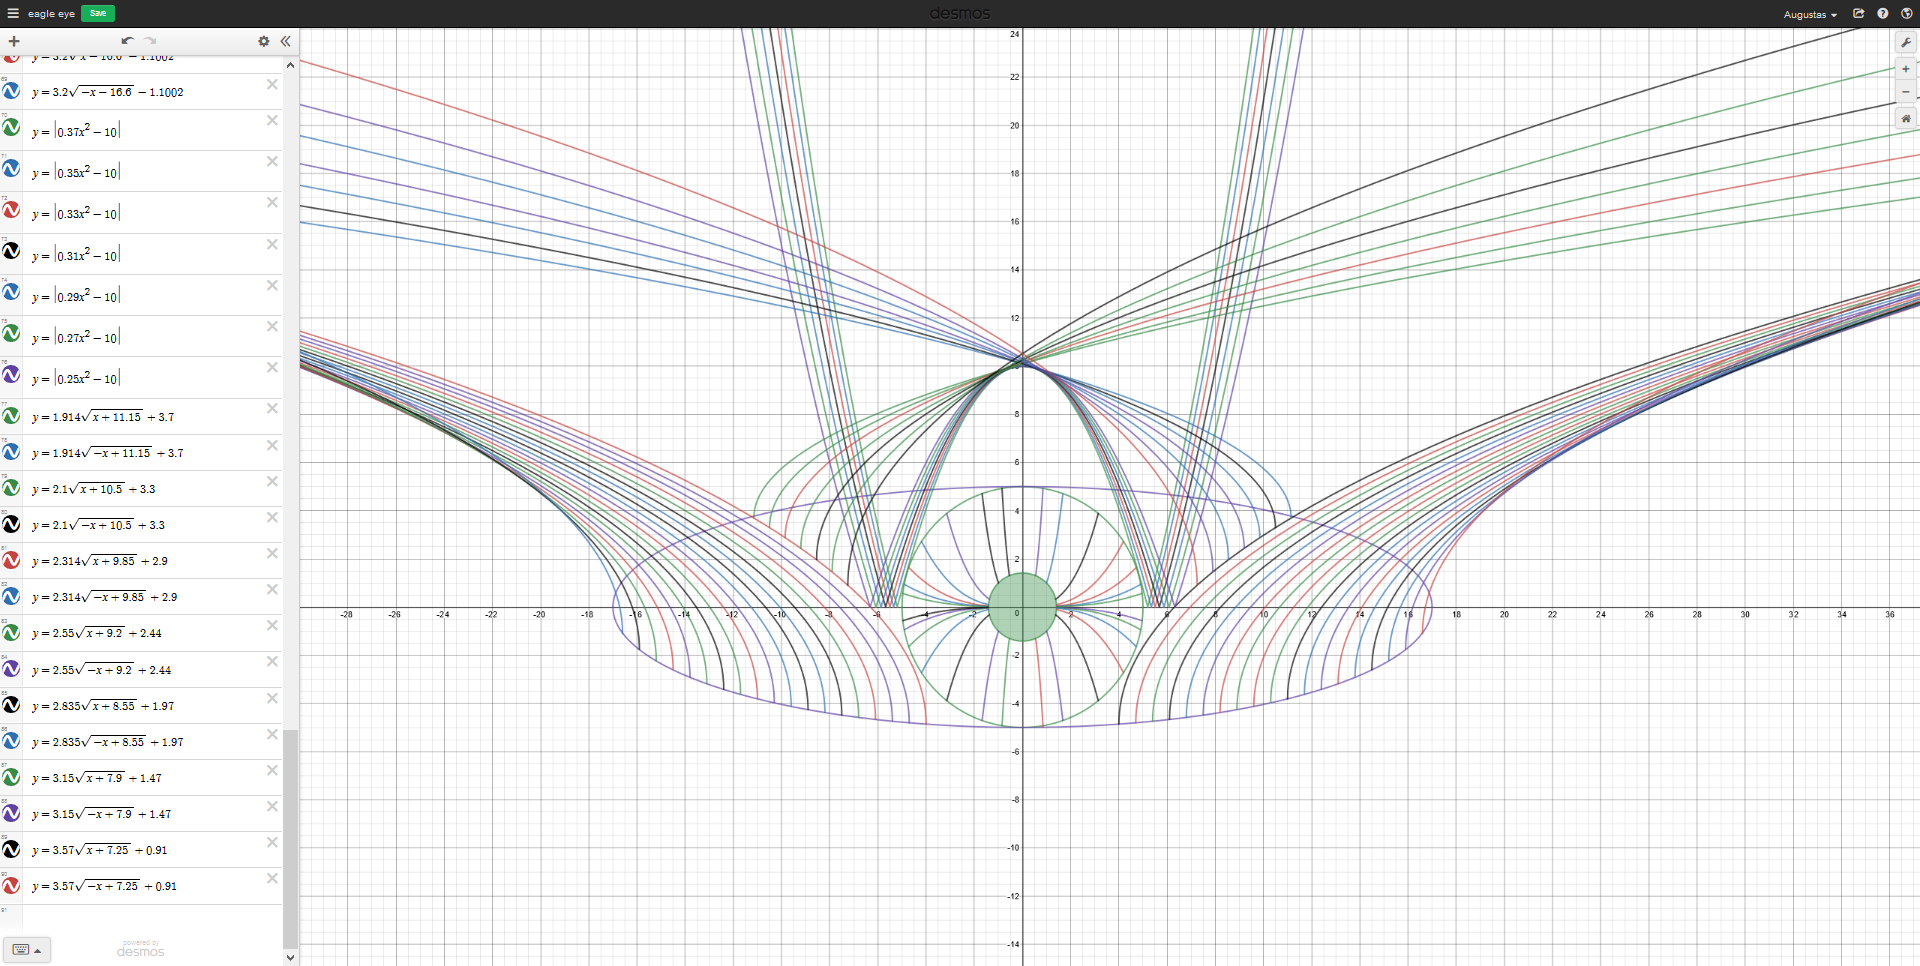 eagle eye Save desmos Augustas
y = 3.2√−x − 16.6 − 1.1002
y = |0.37x² − 10|
y = |0.35x² − 10|
y = |0.33x² − 10|
y = |0.31x² − 10|
y = |0.29x² − 10|
y = |0.27x² − 10|
y = |0.25x² − 10|
y = 1.914√x + 11.15 + 3.7
y = 1.914√−x + 11.15 + 3.7
y = 2.1√x + 10.5 + 3.3
y = 2.1√−x + 10.5 + 3.3
y = 2.314√x + 9.85 + 2.9
y = 2.314√−x + 9.85 + 2.9
y = 2.55√x + 9.2 + 2.44
y = 2.55√−x + 9.2 + 2.44
y = 2.835√x + 8.55 + 1.97
y = 2.835√−x + 8.55 + 1.97
y = 3.15√x + 7.9 + 1.47
y = 3.15√−x + 7.9 + 1.47
y = 3.57√x + 7.25 + 0.91
y = 3.57√−x + 7.25 + 0.91
powered by
desmos
24
22
20
18
16
14
12
8
6
4
2
-28 -26 -24 -22 -20 -18 -16 -14 -12 -10 -8 -6 -4 -2 0 2 4 6 8 10 12 14 16 18 20 22 24 26 28 30 32 34 36
-2
-4
-6
-8
-10
-12
-14